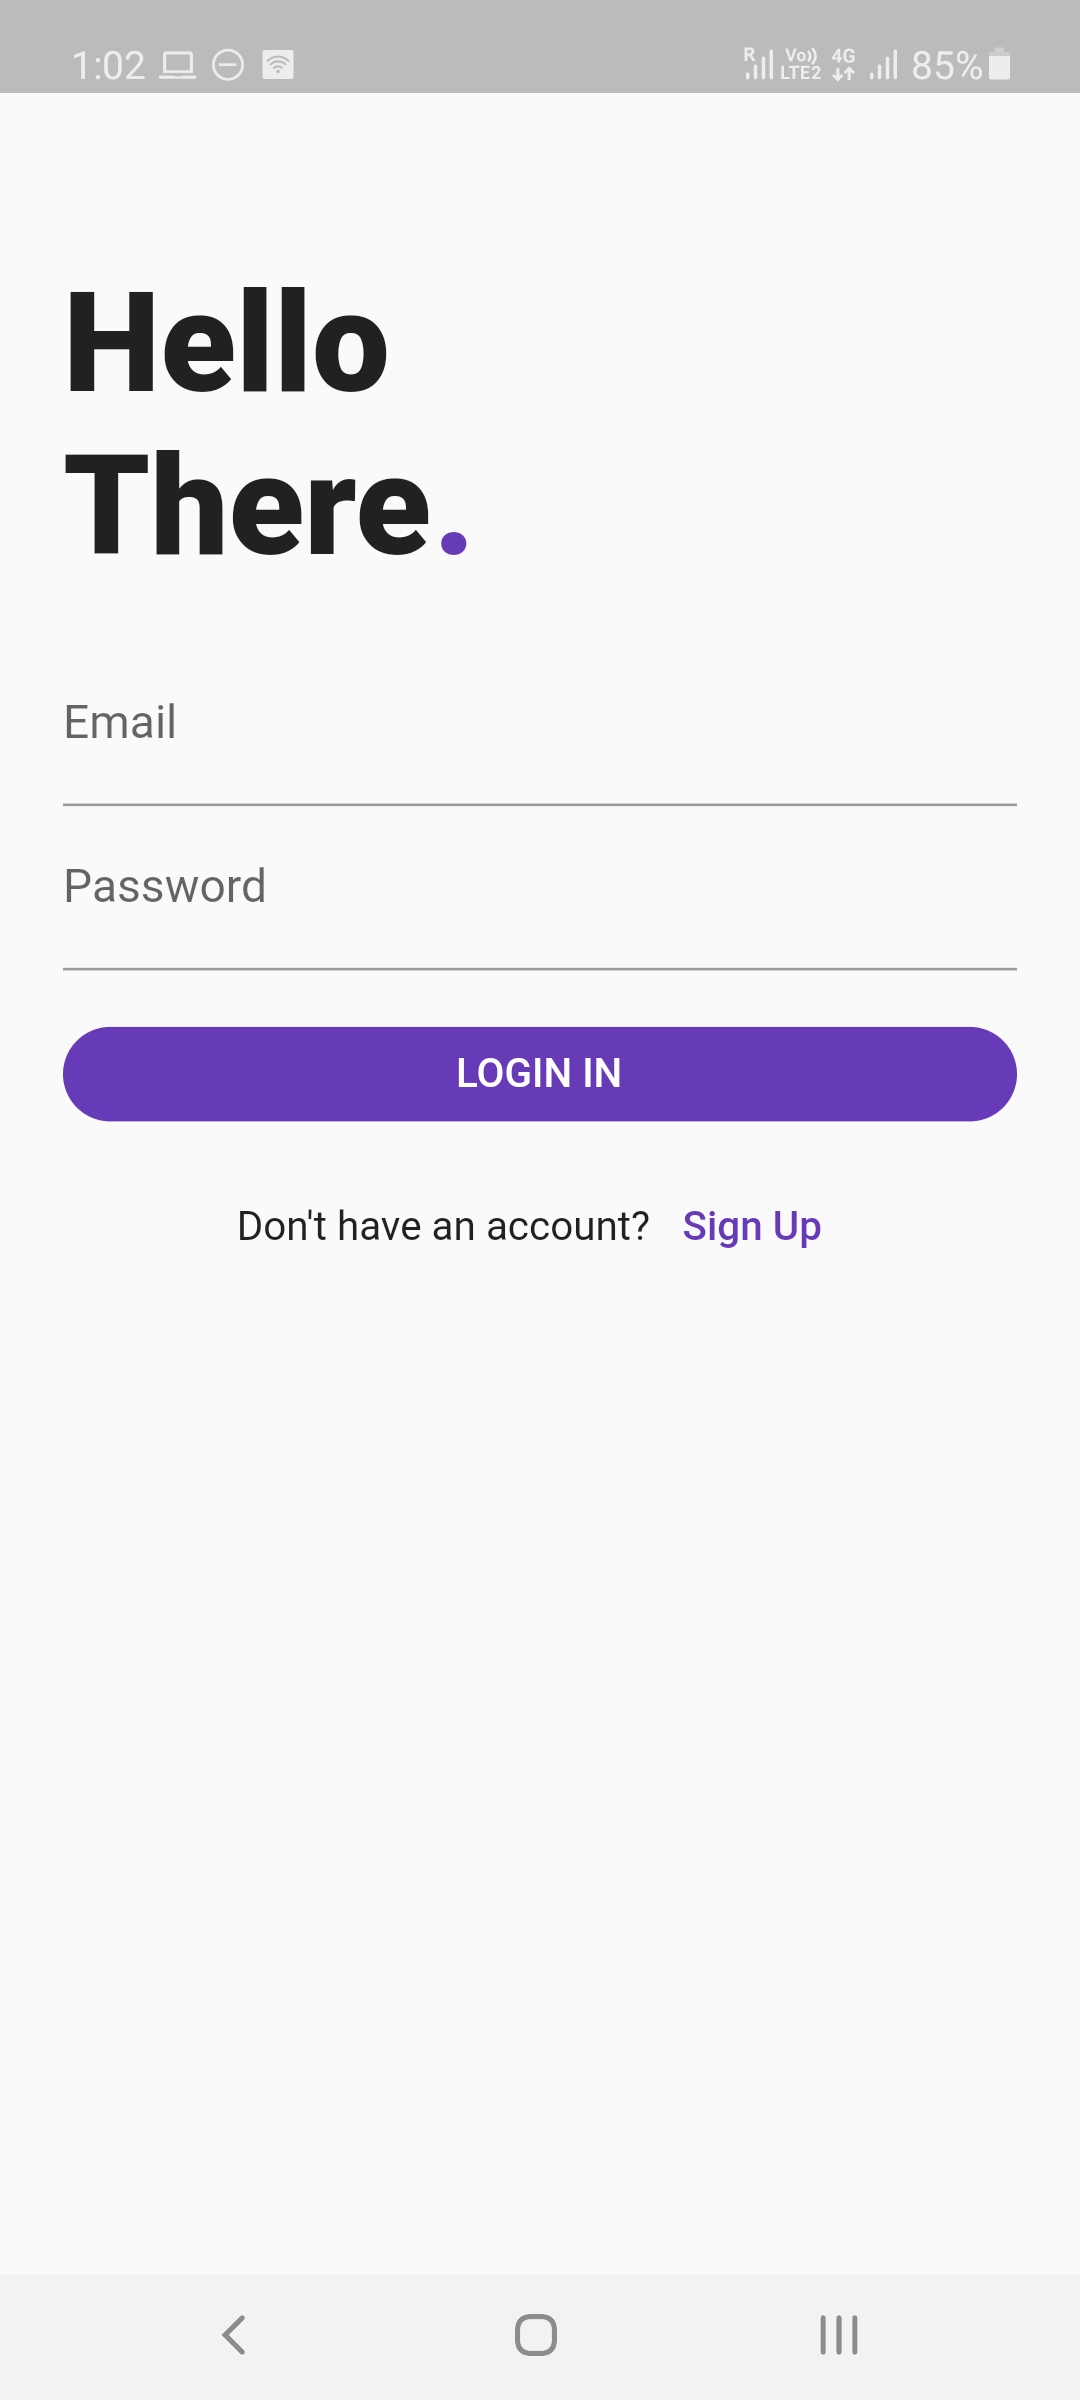 1:02 R Vo)) LTE2 4G 85%
Hello
There.
Email
Password
LOGIN IN
Don't have an account? Sign Up